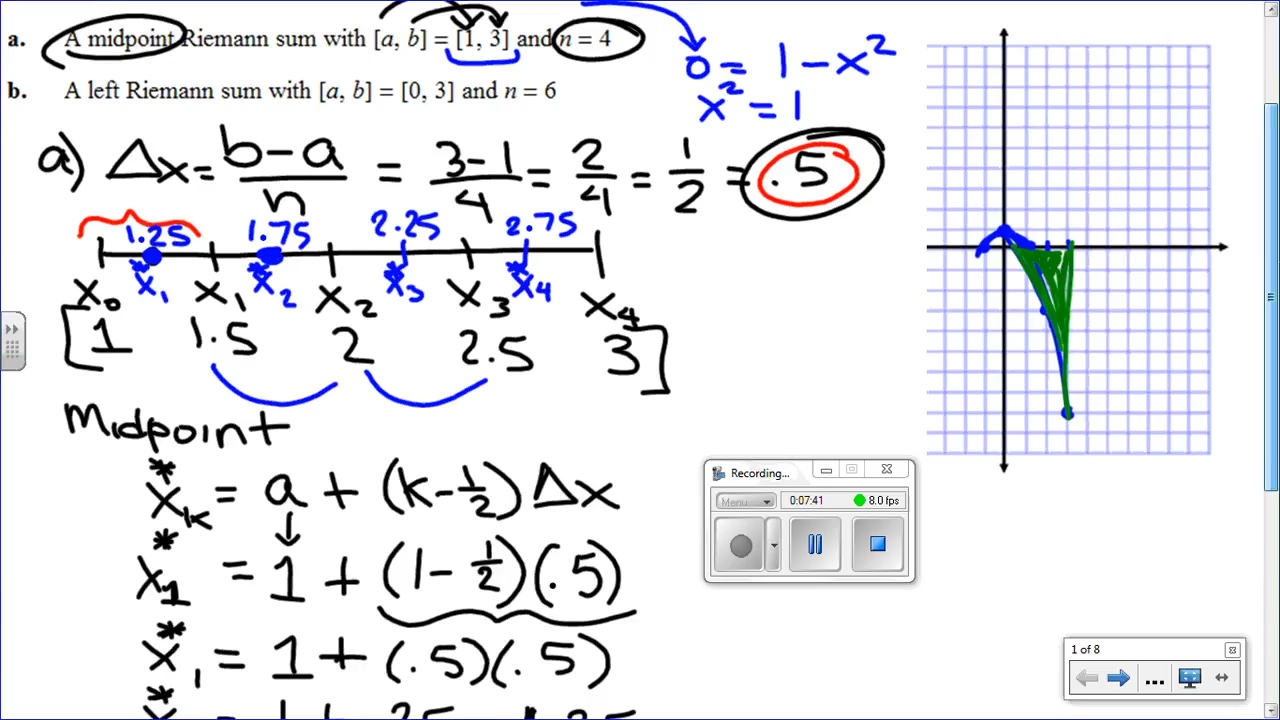 a. A midpoint Riemann sum with [a, b] = [1, 3] and n = 4
0 = 1 - x²
b. A left Riemann sum with [a, b] = [0, 3] and n = 6
x² = 1
a) Δx = b-a/n = 3-1/4 = 2/4 = 1/2 = .5
1.25 1.75 2.25 2.75
x₀ x₁* x₁ x₂* x₂ x₃* x₃ x₄* x₄
[1 1.5 2 2.5 3]
Midpoint
xₖ* = a + (k-1/2) Δx
x₁* = 1 + (1-1/2)(.5)
x₁* = 1 + (.5)(.5)
Recording...
Menu 0:07:41 8.0 fps
1 of 8
...